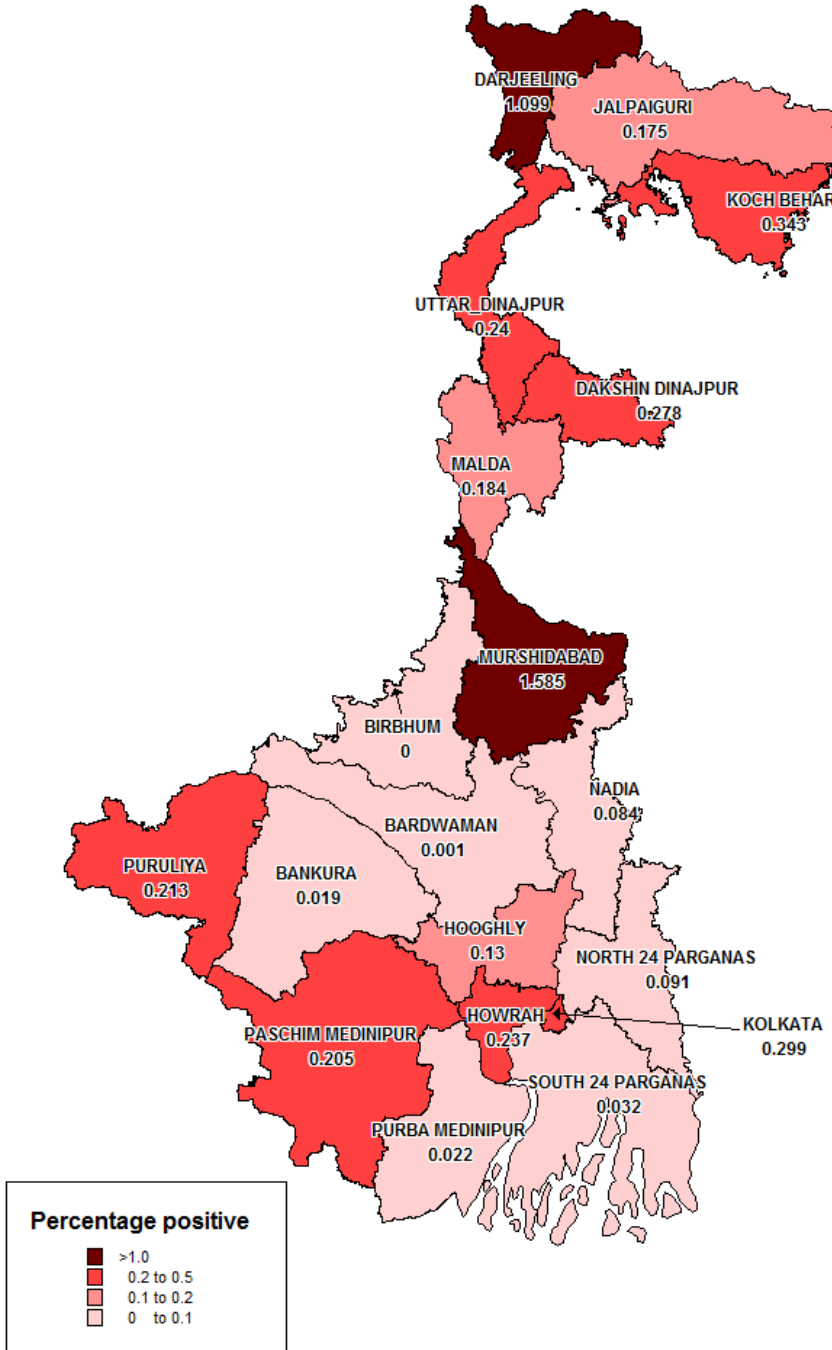 DARJEELING
1.099
JALPAIGURI
0.175
KOCH BEHAR
0.343
UTTAR_DINAJPUR
0.24
DAKSHIN DINAJPUR
0.278
MALDA
0.184
MURSHIDABAD
1.585
BIRBHUM
0
NADIA
0.084
BARDWAMAN
0.001
PURULIYA
0.213
BANKURA
0.019
HOOGHLY
0.13
NORTH 24 PARGANAS
0.091
HOWRAH
0.237
KOLKATA
0.299
PASCHIM MEDINIPUR
0.205
SOUTH 24 PARGANAS
0.032
PURBA MEDINIPUR
0.022
Percentage positive
>1.0
0.2 to 0.5
0.1 to 0.2
0 to 0.1